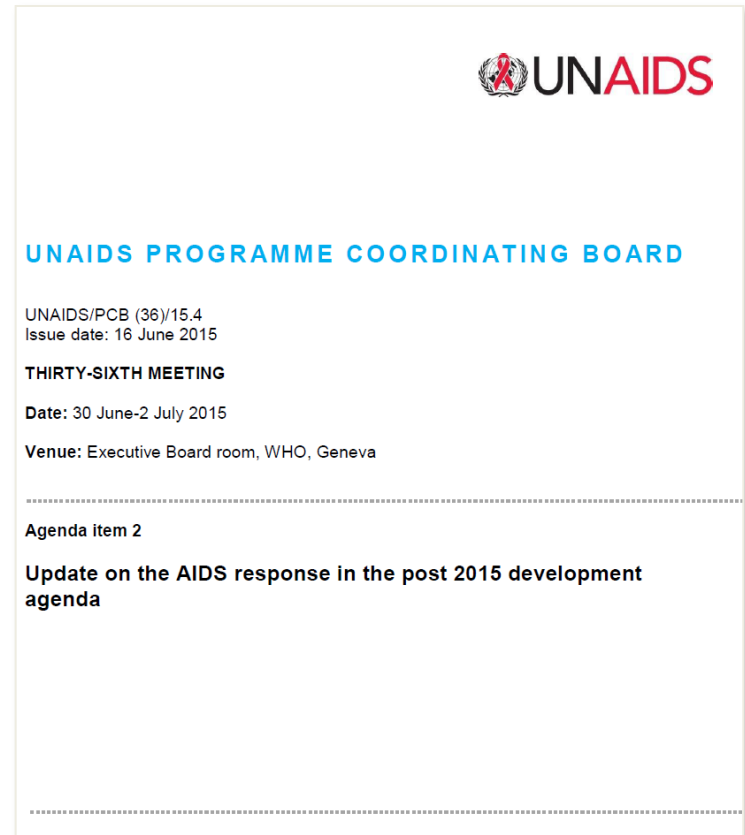 UNAIDS
UNAIDS PROGRAMME COORDINATING BOARD
UNAIDS/PCB (36)/15.4
Issue date: 16 June 2015
THIRTY-SIXTH MEETING
Date: 30 June-2 July 2015
Venue: Executive Board room, WHO, Geneva
Agenda item 2
Update on the AIDS response in the post 2015 development
agenda